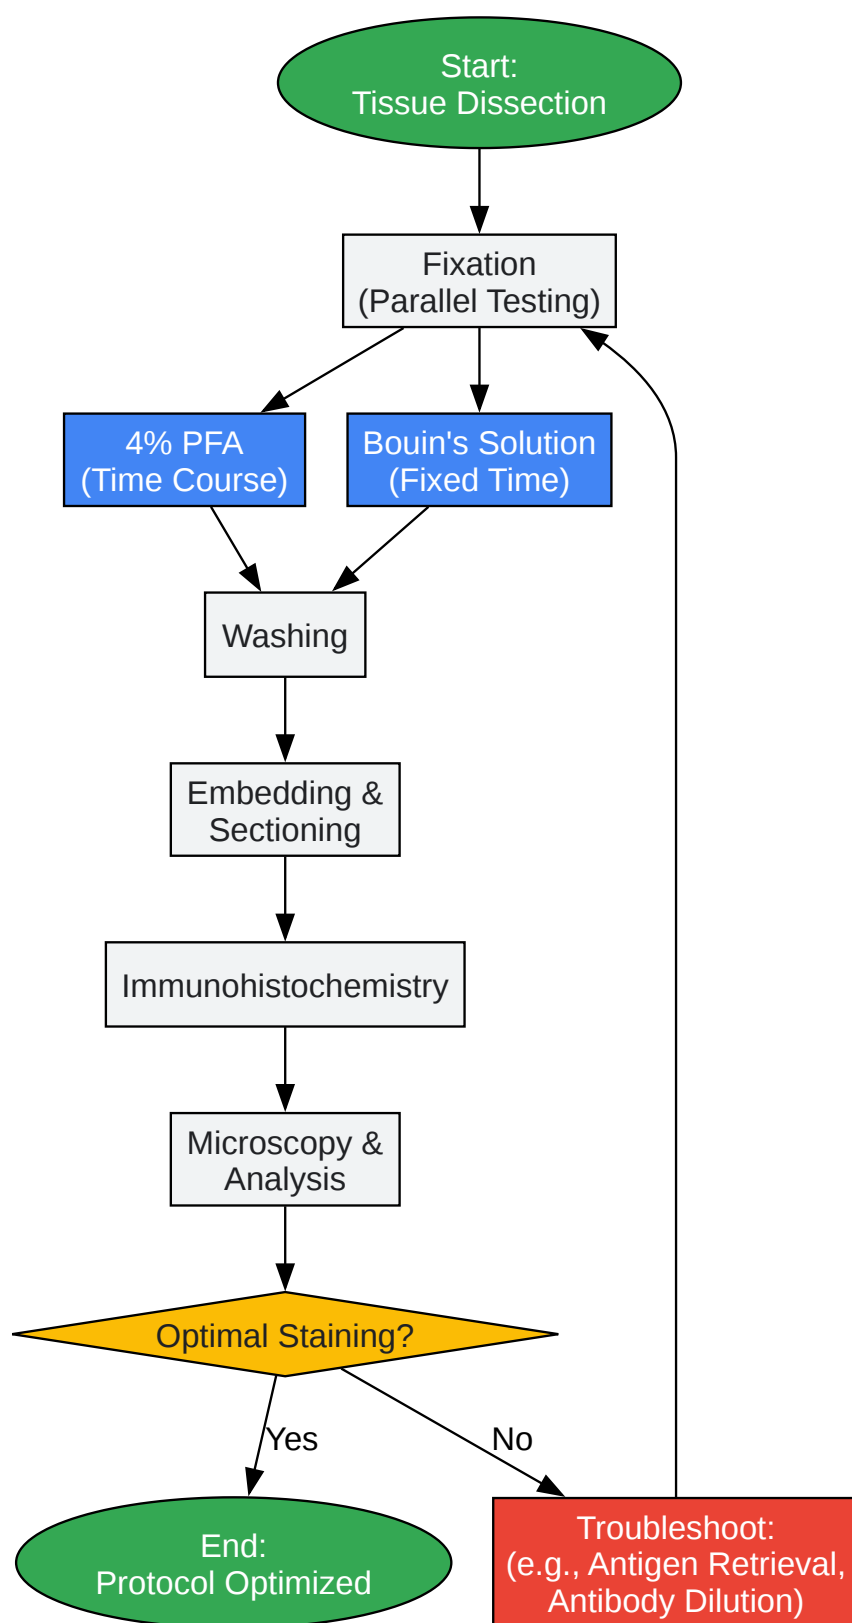 Start:
Tissue Dissection
Fixation
(Parallel Testing)
4% PFA
(Time Course)
Bouin's Solution
(Fixed Time)
Washing
Embedding &
Sectioning
Immunohistochemistry
Microscopy &
Analysis
Optimal Staining?
Yes
No
End:
Protocol Optimized
Troubleshoot:
(e.g., Antigen Retrieval,
Antibody Dilution)